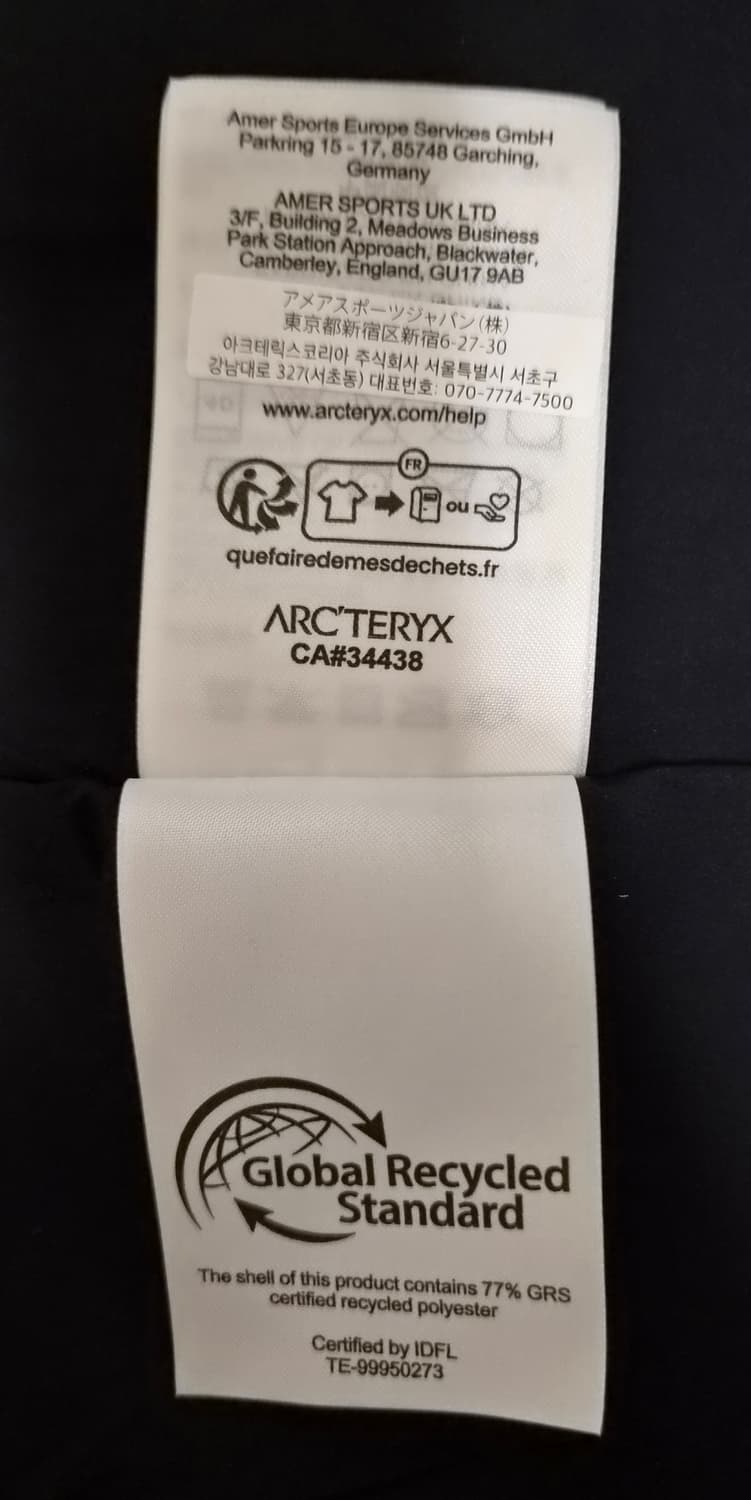 Amer Sports Europe Services GmbH
Parkring 15 - 17, 85748 Garching,
Germany
AMER SPORTS UK LTD
3/F, Building 2, Meadows Business
Park Station Approach, Blackwater,
Camberley, England, GU17 9AB
アメアスポーツジャパン(株)
東京都新宿区新宿6-27-30
아크테릭스코리아 주식회사 서울특별시 서초구
강남대로 327(서초동) 대표번호: 070-7774-7500
www.arcteryx.com/help
FR
ou
quefairedemesdechets.fr
ARC'TERYX
CA#34438
Global Recycled
Standard
The shell of this product contains 77% GRS
certified recycled polyester
Certified by IDFL
TE-99950273